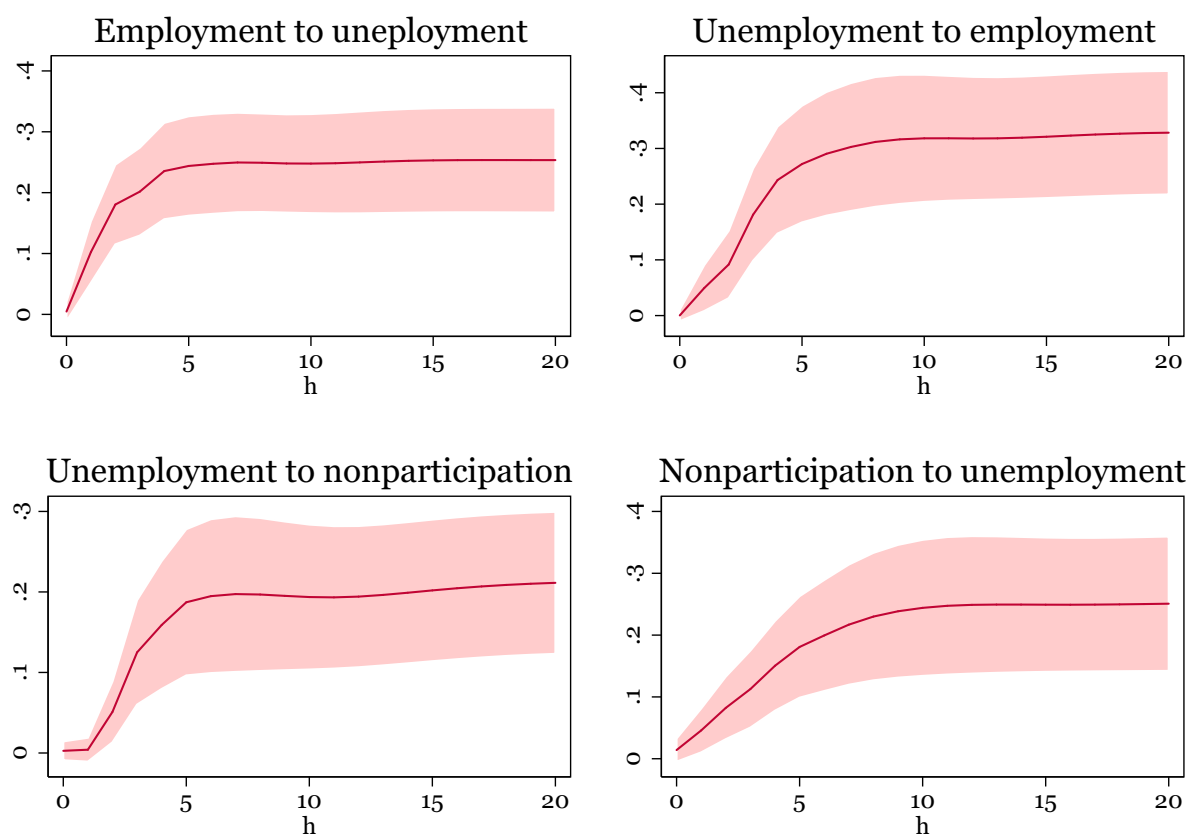 Employment to uneployment
.4
.3
.2
.1
0
0 5 10 15 20
h
Unemployment to employment
.4
.3
.2
.1
0
0 5 10 15 20
h
Unemployment to nonparticipation
.3
.2
.1
0
0 5 10 15 20
h
Nonparticipation to unemployment
.4
.3
.2
.1
0
0 5 10 15 20
h